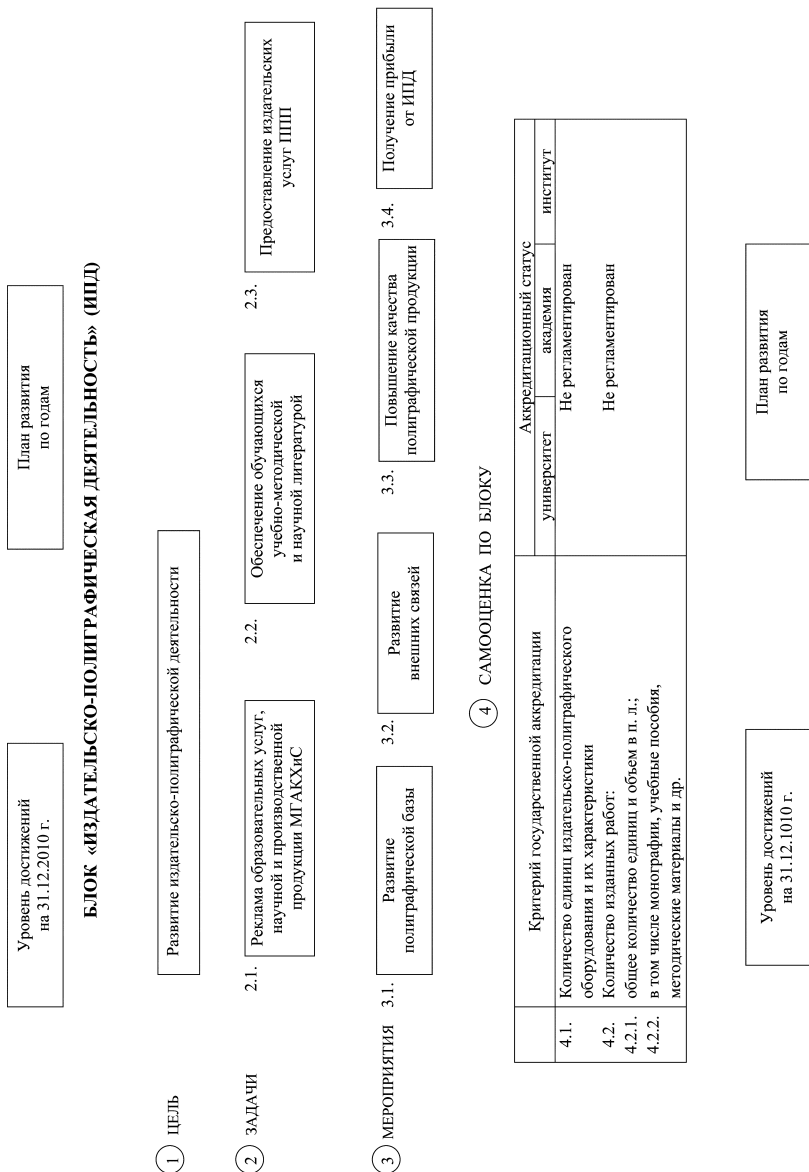 Уровень достижений
на 31.12.2010 г.
План развития
по годам
БЛОК «ИЗДАТЕЛЬСКО-ПОЛИГРАФИЧЕСКАЯ ДЕЯТЕЛЬНОСТЬ» (ИПД)
1 ЦЕЛЬ
Развитие издательско-полиграфической деятельности
2 ЗАДАЧИ
2.1.
Реклама образовательных услуг,
научной и производственной
продукции МГАКХиС
2.2.
Обеспечение обучающихся
учебно-методической
и научной литературой
2.3.
Предоставление издательских
услуг ППП
3 МЕРОПРИЯТИЯ
3.1.
Развитие
полиграфической базы
3.2.
Развитие
внешних связей
3.3.
Повышение качества
полиграфической продукции
3.4.
Получение прибыли
от ИПД
4 САМООЦЕНКА ПО БЛОКУ
Критерий государственной аккредитации
Аккредитационный статус
университет академия институт
4.1. Количество единиц издательско-полиграфического Не регламентирован
оборудования и их характеристики
4.2. Количество изданных работ: Не регламентирован
4.2.1. общее количество единиц и объем в п. л.;
4.2.2. в том числе монографии, учебные пособия,
методические материалы и др.
Уровень достижений
на 31.12.1010 г.
План развития
по годам